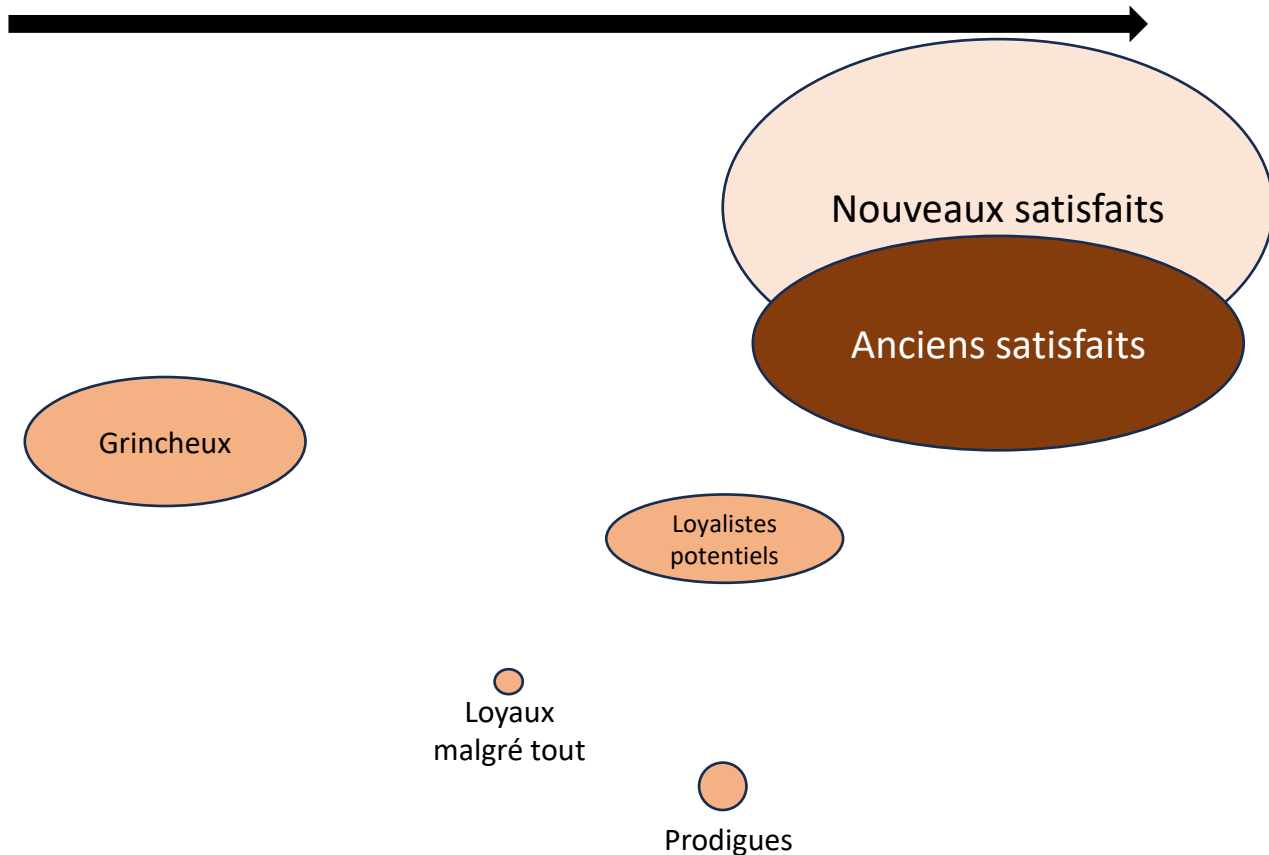 Nouveaux satisfaits
Anciens satisfaits
Grincheux
Loyalistes
potentiels
Loyaux
malgré tout
Prodigues